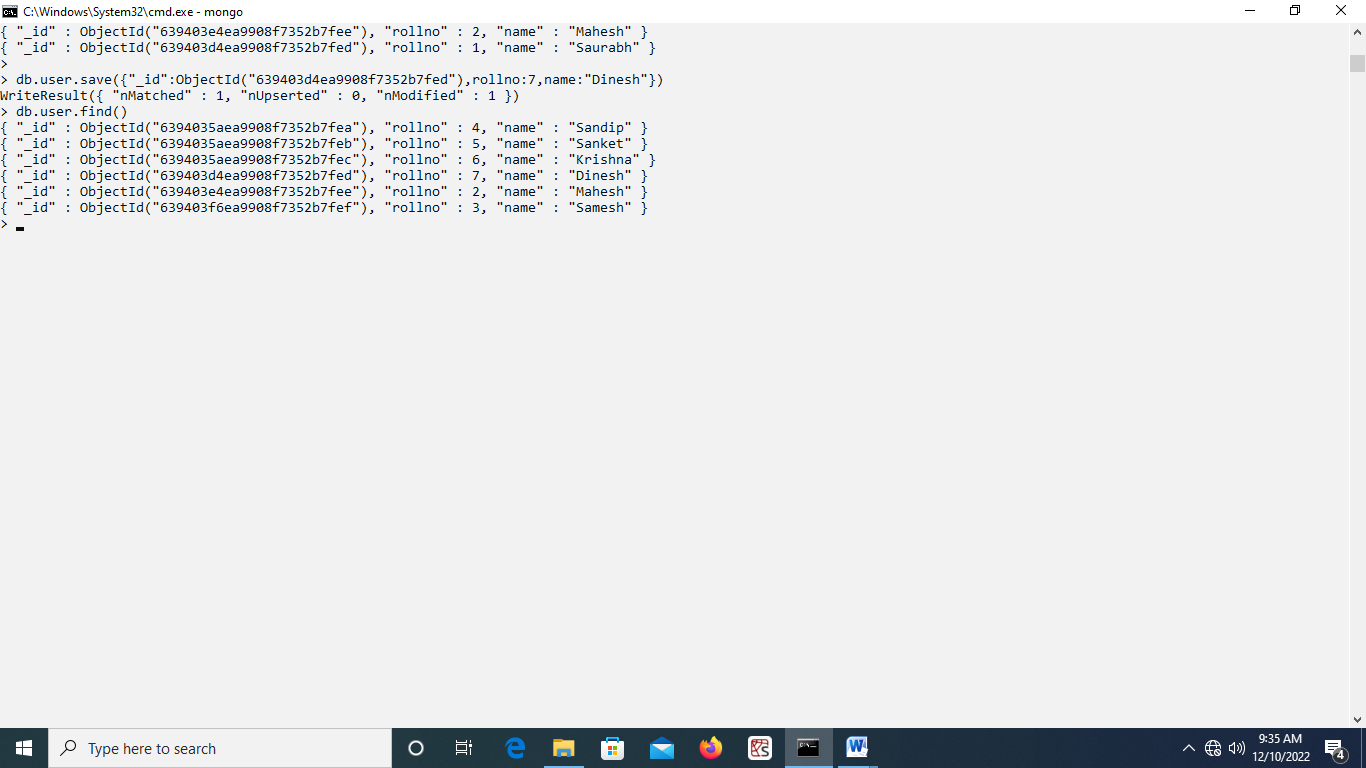 C:\Windows\System32\cmd.exe - mongo
{ "_id" : ObjectId("639403e4ea9908f7352b7fee"), "rollno" : 2, "name" : "Mahesh" }
{ "_id" : ObjectId("639403d4ea9908f7352b7fed"), "rollno" : 1, "name" : "Saurabh" }
>
> db.user.save({"_id":ObjectId("639403d4ea9908f7352b7fed"),rollno:7,name:"Dinesh"})
WriteResult({ "nMatched" : 1, "nUpserted" : 0, "nModified" : 1 })
> db.user.find()
{ "_id" : ObjectId("6394035aea9908f7352b7fea"), "rollno" : 4, "name" : "Sandip" }
{ "_id" : ObjectId("6394035aea9908f7352b7feb"), "rollno" : 5, "name" : "Sanket" }
{ "_id" : ObjectId("6394035aea9908f7352b7fec"), "rollno" : 6, "name" : "Krishna" }
{ "_id" : ObjectId("639403d4ea9908f7352b7fed"), "rollno" : 7, "name" : "Dinesh" }
{ "_id" : ObjectId("639403e4ea9908f7352b7fee"), "rollno" : 2, "name" : "Mahesh" }
{ "_id" : ObjectId("639403f6ea9908f7352b7fef"), "rollno" : 3, "name" : "Samesh" }
>
Type here to search
9:35 AM
12/10/2022
4